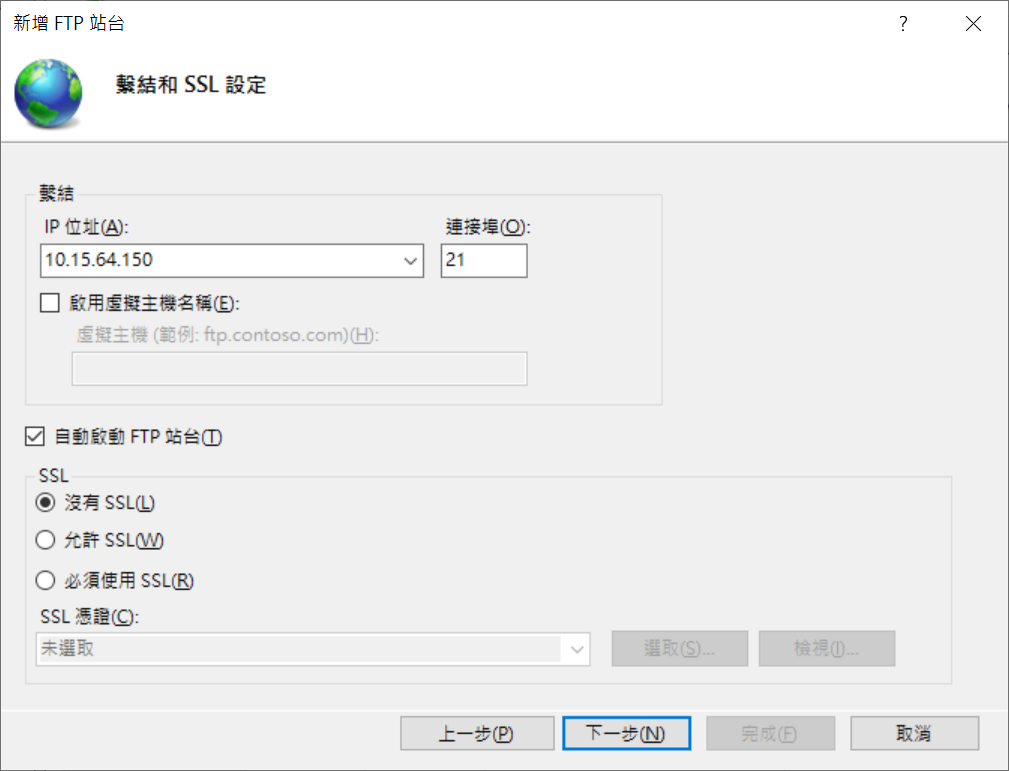 新增 FTP 站台
?
繫結和 SSL 設定
繫結
IP 位址(A):
連接埠(O):
10.15.64.150
21
啟用虛擬主機名稱(E):
虛擬主機 (範例: ftp.contoso.com)(H):
自動啟動 FTP 站台(T)
SSL
沒有 SSL(L)
允許 SSL(W)
必須使用 SSL(R)
SSL 憑證(C):
未選取
選取(S)...
檢視(I)...
上一步(P)
下一步(N)
完成(F)
取消